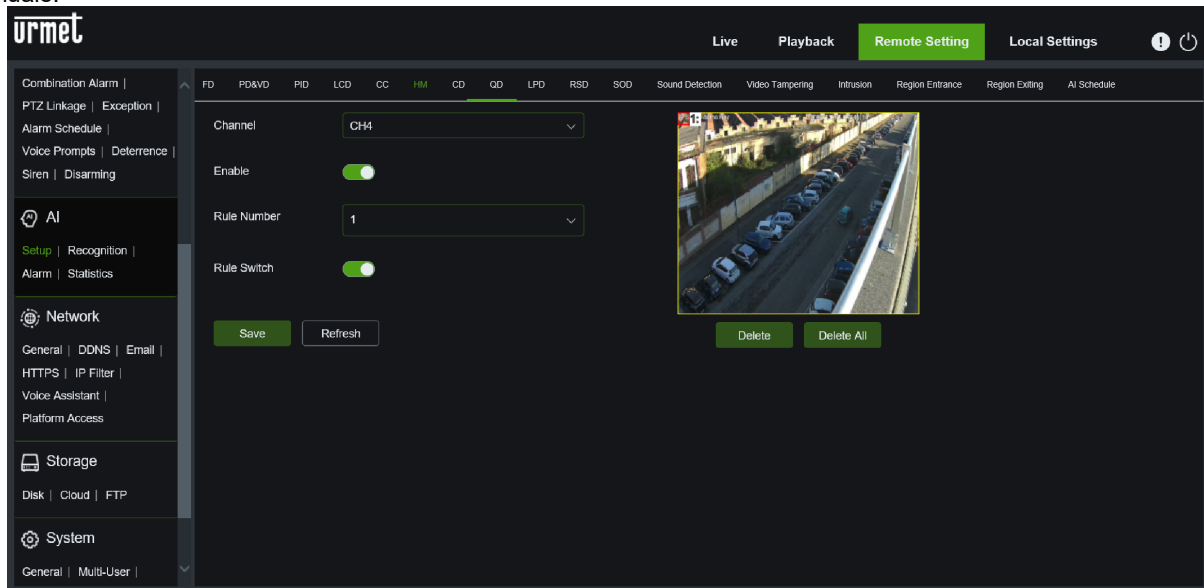 urmet
Live Playback Remote Setting Local Settings
Combination Alarm |
PTZ Linkage | Exception |
Alarm Schedule |
Voice Prompts | Deterrence |
Siren | Disarming
AI
Setup | Recognition |
Alarm | Statistics
Network
General | DDNS | Email |
HTTPS | IP Filter |
Voice Assistant |
Platform Access
Storage
Disk | Cloud | FTP
System
General | Multi-User |
FD PD&VD PID LCD CC HM CD QD LPD RSD SOD Sound Detection Video Tampering Intrusion Region Entrance Region Exiting AI Schedule
Channel CH4
Enable
Rule Number 1
Rule Switch
Save Refresh
1
Delete Delete All